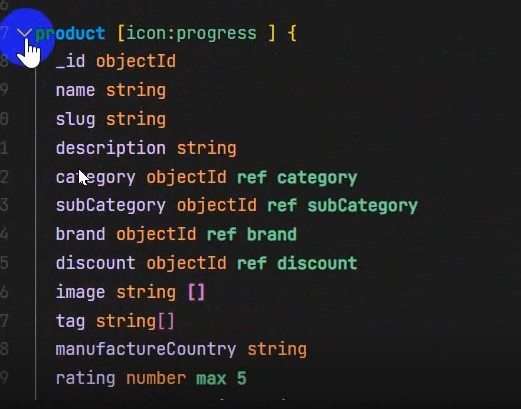 7 product [icon:progress ] {
8 _id objectId
9 name string
0 slug string
1 description string
2 category objectId ref category
3 subCategory objectId ref subCategory
4 brand objectId ref brand
5 discount objectId ref discount
6 image string []
7 tag string[]
8 manufactureCountry string
9 rating number max 5